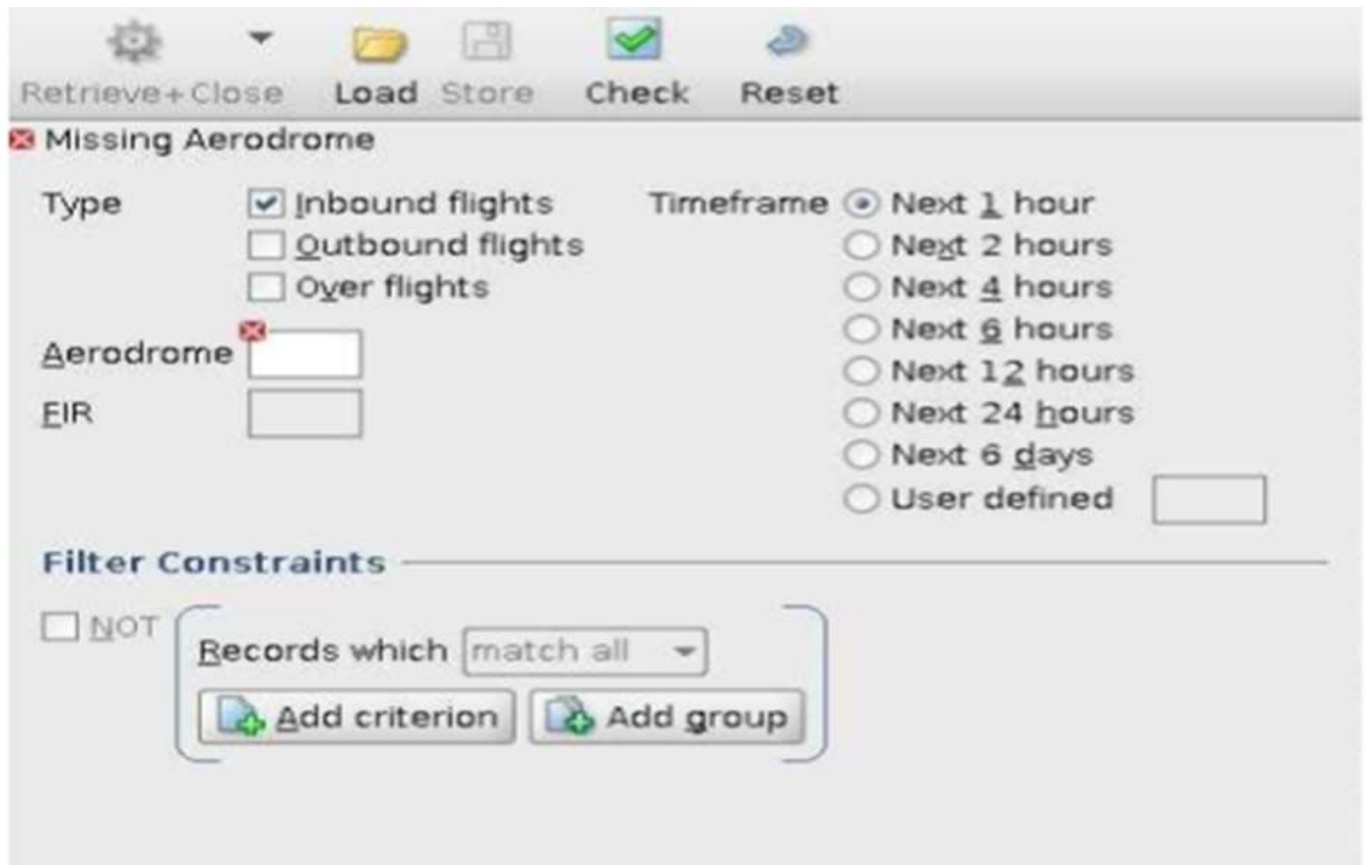 Retrieve+Close Load Store Check Reset
Missing Aerodrome
Type
Inbound flights
Outbound flights
Over flights
Aerodrome
FIR
Timeframe
Next 1 hour
Next 2 hours
Next 4 hours
Next 6 hours
Next 12 hours
Next 24 hours
Next 6 days
User defined
Filter Constraints
NOT
Records which match all
Add criterion Add group